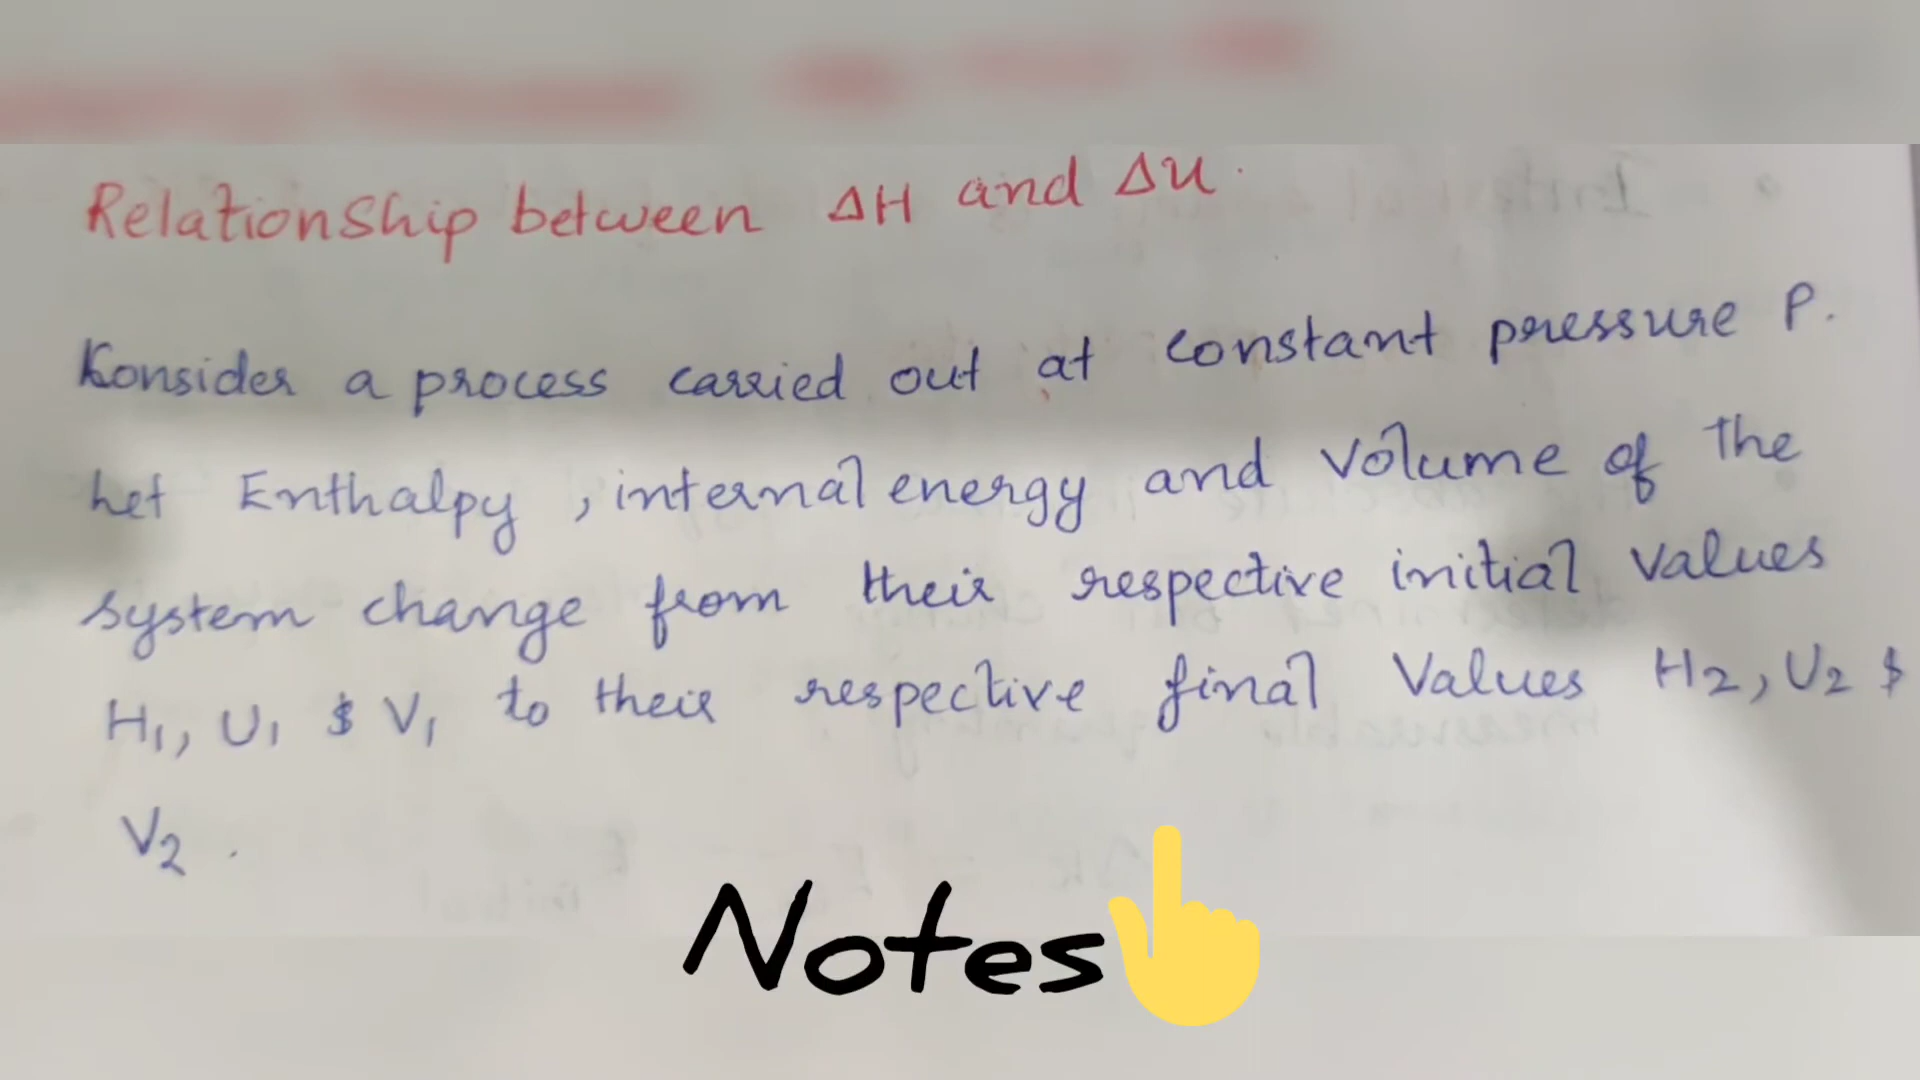 Relationship between ΔH and ΔU.
Consider a process carried out at constant pressure P.
Let Enthalpy, internal energy and Volume of the
system change from their respective initial values
H₁, U₁ $ V₁ to their respective final Values H₂, U₂ $
V₂.
Notes